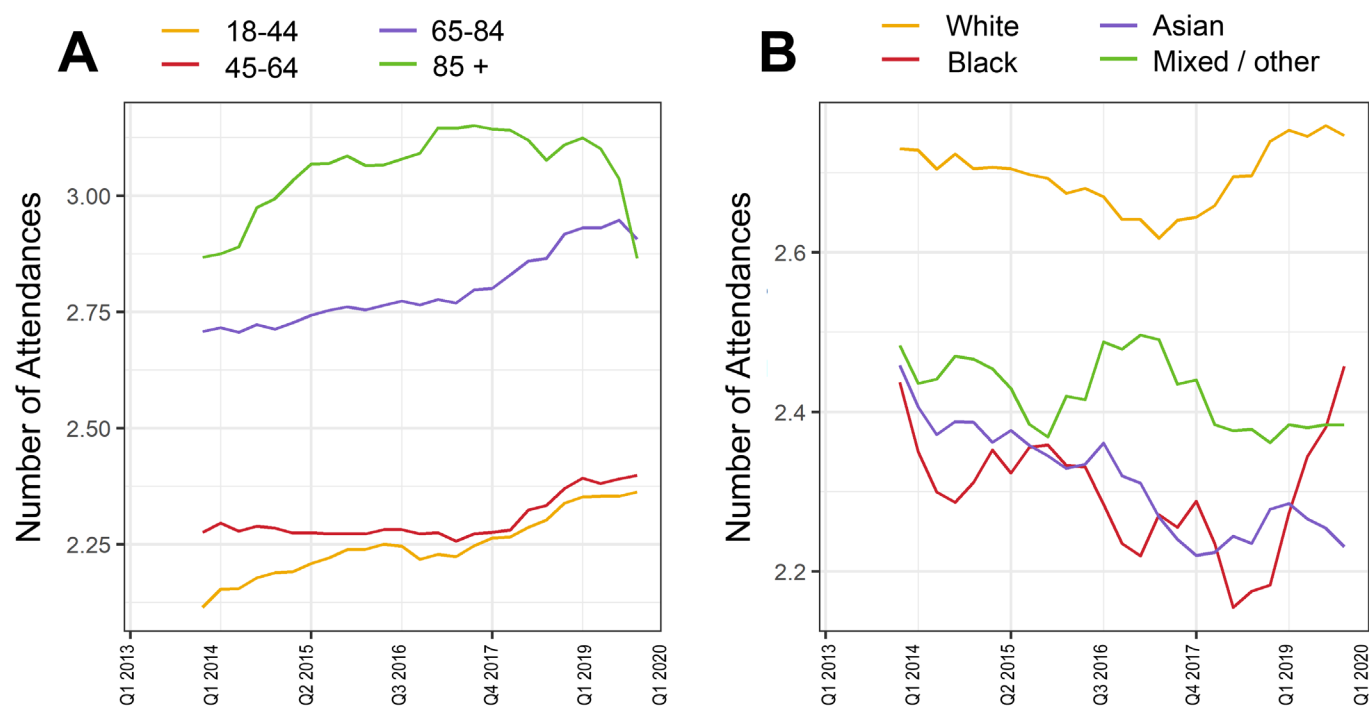 A
18-44
65-84
45-64
85 +
Number of Attendances
3.00
2.75
2.50
2.25
Q1 2013
Q1 2014
Q2 2015
Q3 2016
Q4 2017
Q1 2019
Q1 2020
B
White
Asian
Black
Mixed / other
Number of Attendances
2.6
2.4
2.2
Q1 2013
Q1 2014
Q2 2015
Q3 2016
Q4 2017
Q1 2019
Q1 2020